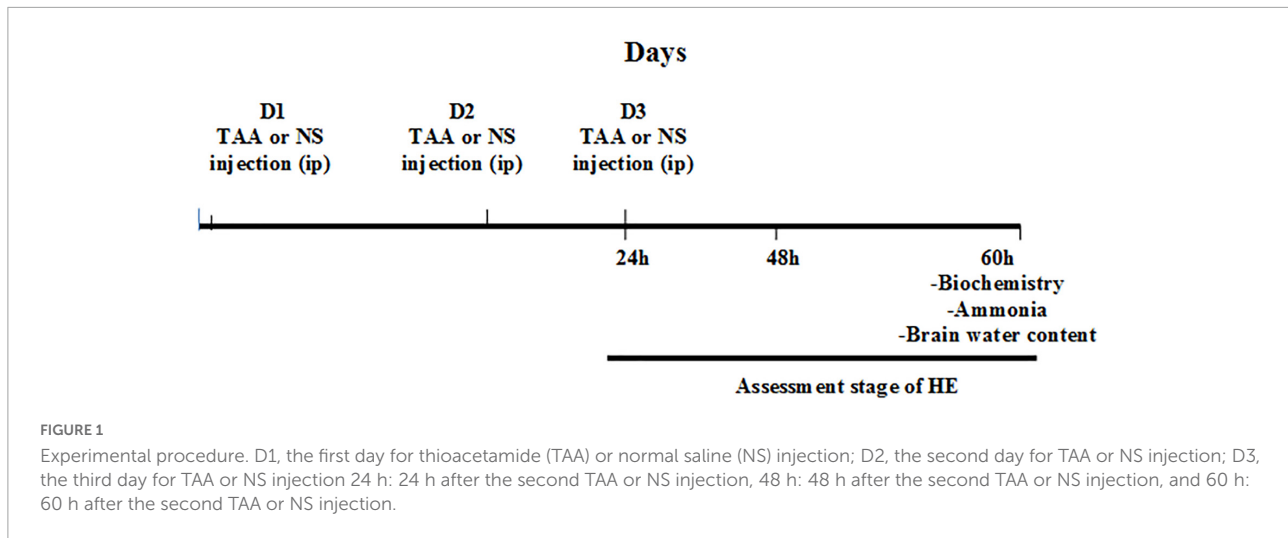 Days
D1
TAA or NS
injection (ip)
D2
TAA or NS
injection (ip)
D3
TAA or NS
injection (ip)
24h
48h
60h
-Biochemistry
-Ammonia
-Brain water content
Assessment stage of HE
FIGURE 1
Experimental procedure. D1, the first day for thioacetamide (TAA) or normal saline (NS) injection; D2, the second day for TAA or NS injection; D3,
the third day for TAA or NS injection 24 h: 24 h after the second TAA or NS injection, 48 h: 48 h after the second TAA or NS injection, and 60 h:
60 h after the second TAA or NS injection.